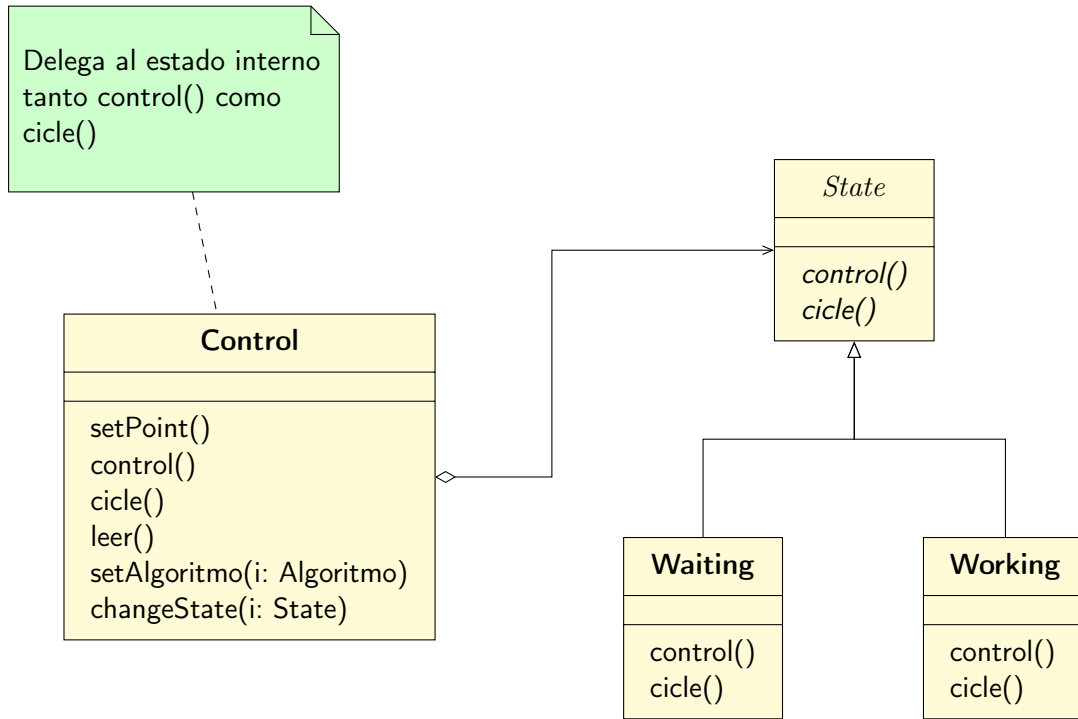 Delega al estado interno
tanto control() como
cicle()
State
control()
cicle()
Control
setPoint()
control()
cicle()
leer()
setAlgoritmo(i: Algoritmo)
changeState(i: State)
Waiting
control()
cicle()
Working
control()
cicle()